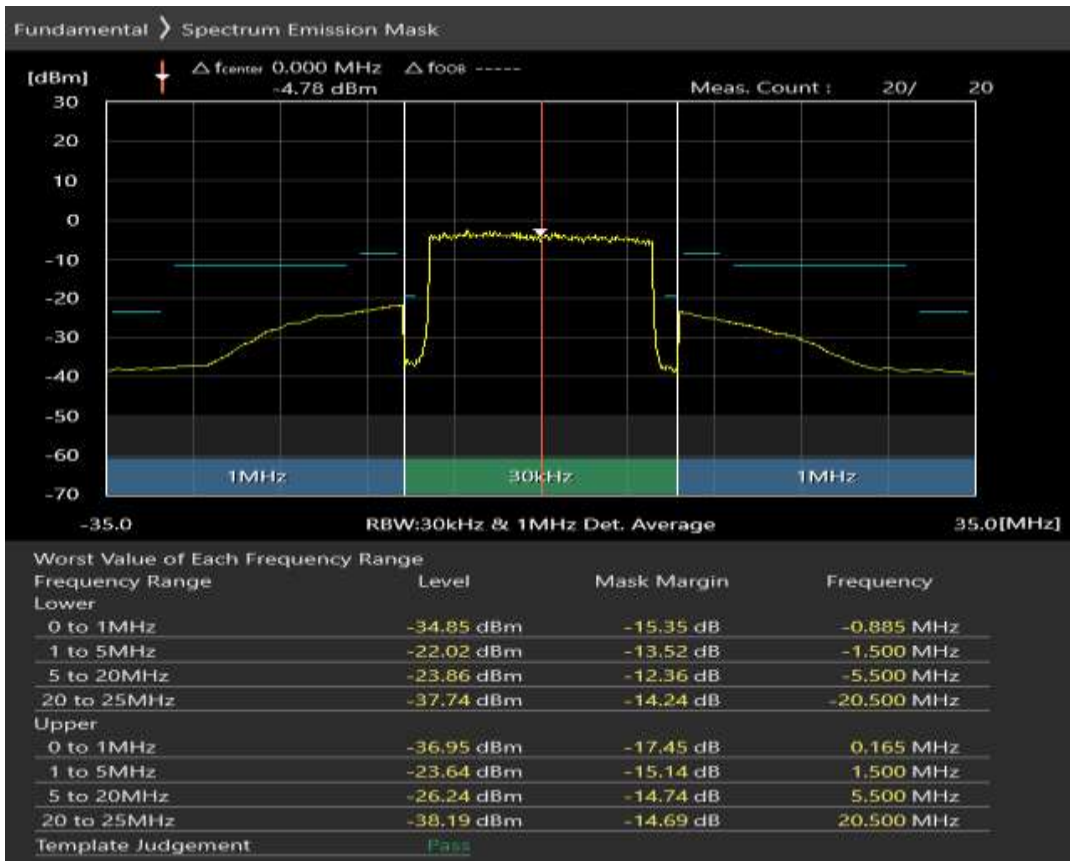 Fundamental 〉 Spectrum Emission Mask
[dBm] △ fcenter 0.000 MHz △ fOOB -----
-4.78 dBm Meas. Count : 20/ 20
30
20
10
0
-10
-20
-30
-40
-50
-60
-70
1MHz 30kHz 1MHz
-35.0 RBW:30kHz & 1MHz Det. Average 35.0[MHz]
Worst Value of Each Frequency Range
Frequency Range Level Mask Margin Frequency
Lower
0 to 1MHz -34.85 dBm -15.35 dB -0.885 MHz
1 to 5MHz -22.02 dBm -13.52 dB -1.500 MHz
5 to 20MHz -23.86 dBm -12.36 dB -5.500 MHz
20 to 25MHz -37.74 dBm -14.24 dB -20.500 MHz
Upper
0 to 1MHz -36.95 dBm -17.45 dB 0.165 MHz
1 to 5MHz -23.64 dBm -15.14 dB 1.500 MHz
5 to 20MHz -26.24 dBm -14.74 dB 5.500 MHz
20 to 25MHz -38.19 dBm -14.69 dB 20.500 MHz
Template Judgement Pass